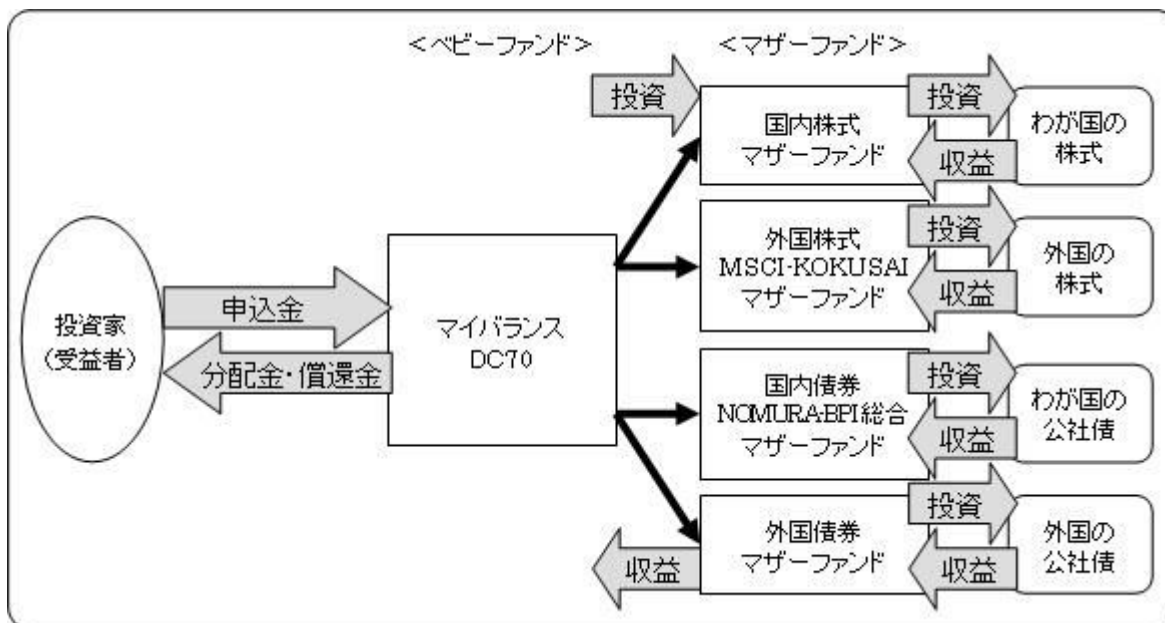 <ベビーファンド>
<マザーファンド>
投資
国内株式
マザーファンド
投資
収益
わが国の
株式
外国株式
MSCI-KOKUSAI
マザーファンド
投資
収益
外国の
株式
投資家
(受益者)
申込金
分配金・償還金
マイバランス
DC70
国内債券
NOMURA-BPI総合
マザーファンド
投資
収益
わが国の
公社債
外国債券
マザーファンド
収益
投資
収益
外国の
公社債